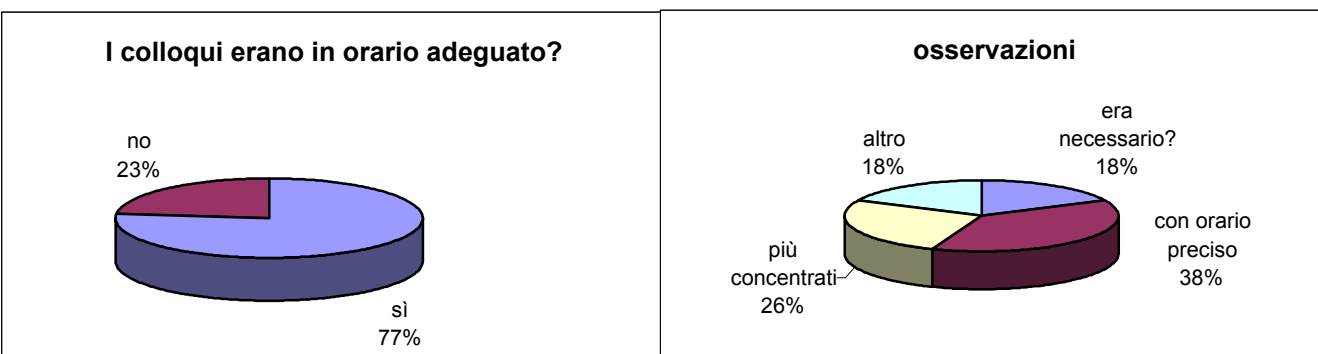 I colloqui erano in orario adeguato?
no
23%
sì
77%
osservazioni
era
necessario?
18%
altro
18%
con orario
preciso
38%
più
concentrati
26%